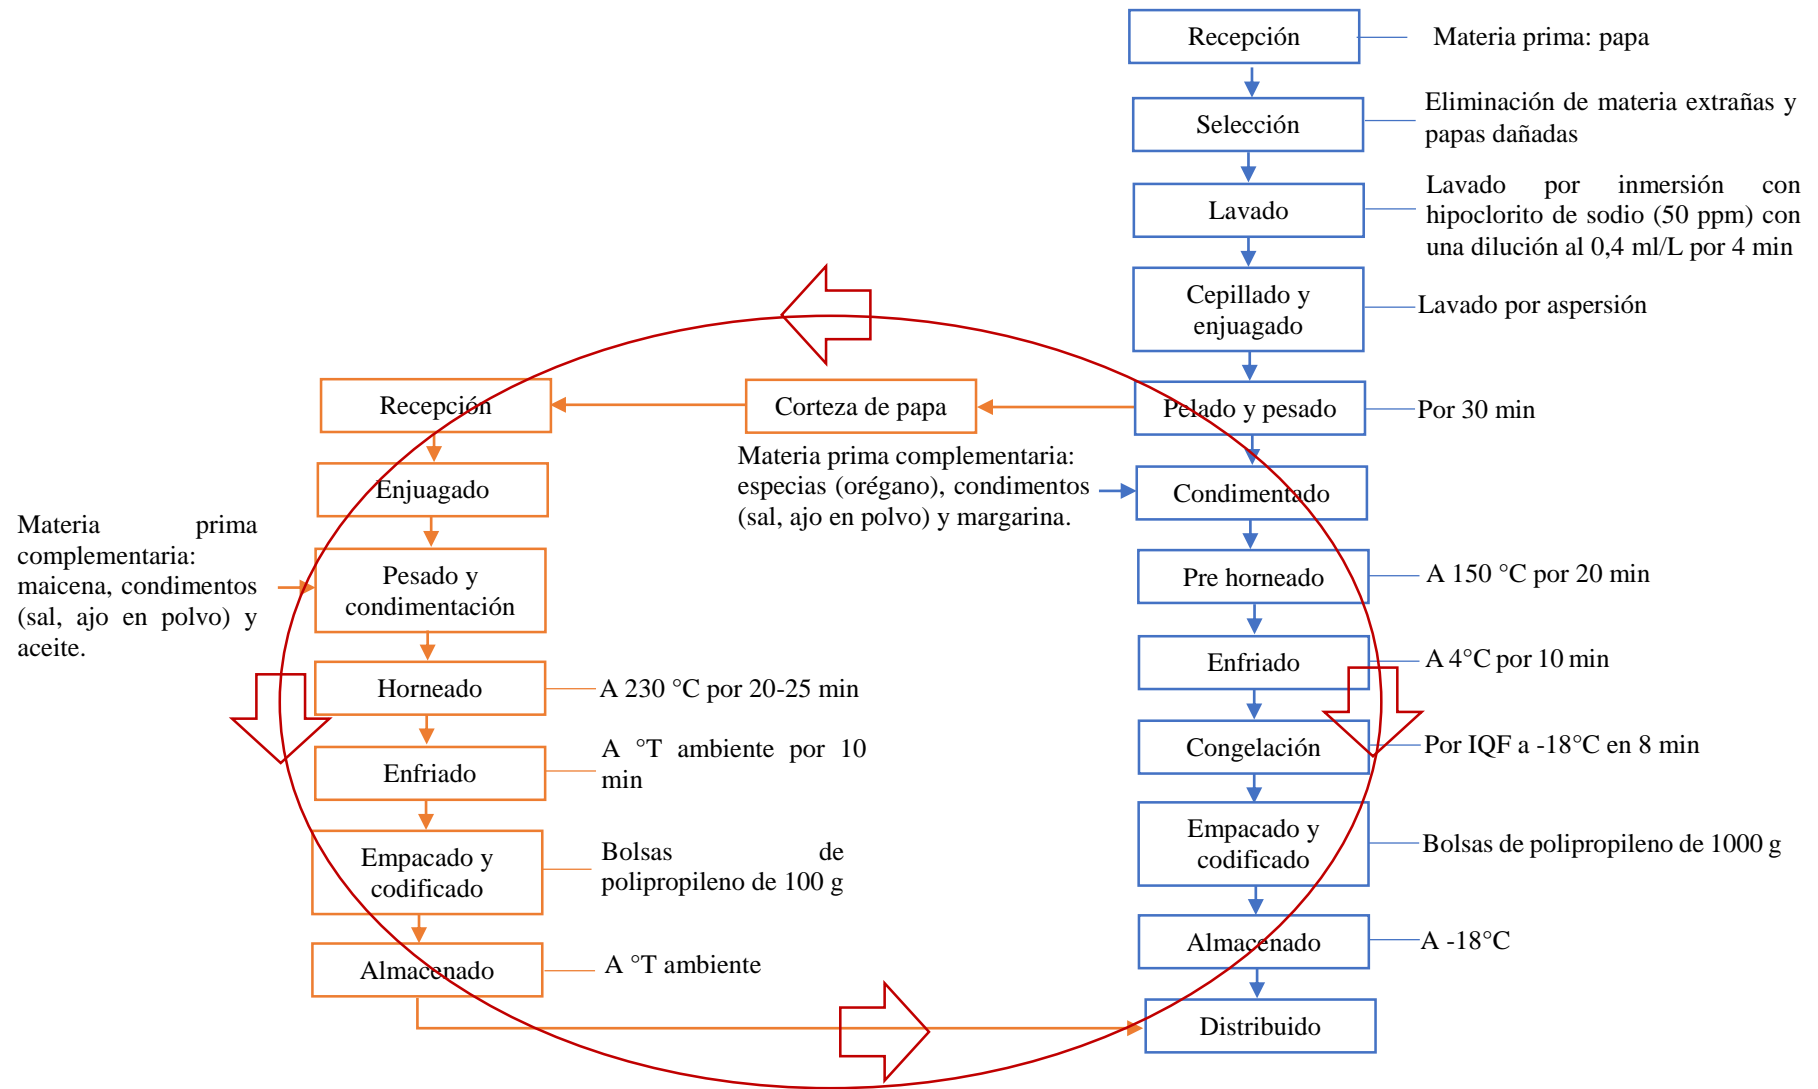 Recepción
Materia prima: papa
Selección
Eliminación de materia extrañas y
papas dañadas
Lavado
Lavado por inmersión con
hipoclorito de sodio (50 ppm) con
una dilución al 0,4 ml/L por 4 min
Cepillado y
enjuagado
Lavado por aspersión
Pelado y pesado
Por 30 min
Corteza de papa
Recepción
Materia prima complementaria:
especias (orégano), condimentos
(sal, ajo en polvo) y margarina.
Condimentado
Pre horneado
A 150 °C por 20 min
Enfriado
A 4°C por 10 min
Congelación
Por IQF a -18°C en 8 min
Empacado y
codificado
Bolsas de polipropileno de 1000 g
Almacenado
A -18°C
Distribuido
Enjuagado
Materia prima
complementaria:
maicena, condimentos
(sal, ajo en polvo) y
aceite.
Pesado y
condimentación
Horneado
A 230 °C por 20-25 min
Enfriado
A °T ambiente por 10
min
Empacado y
codificado
Bolsas de
polipropileno de 100 g
Almacenado
A °T ambiente